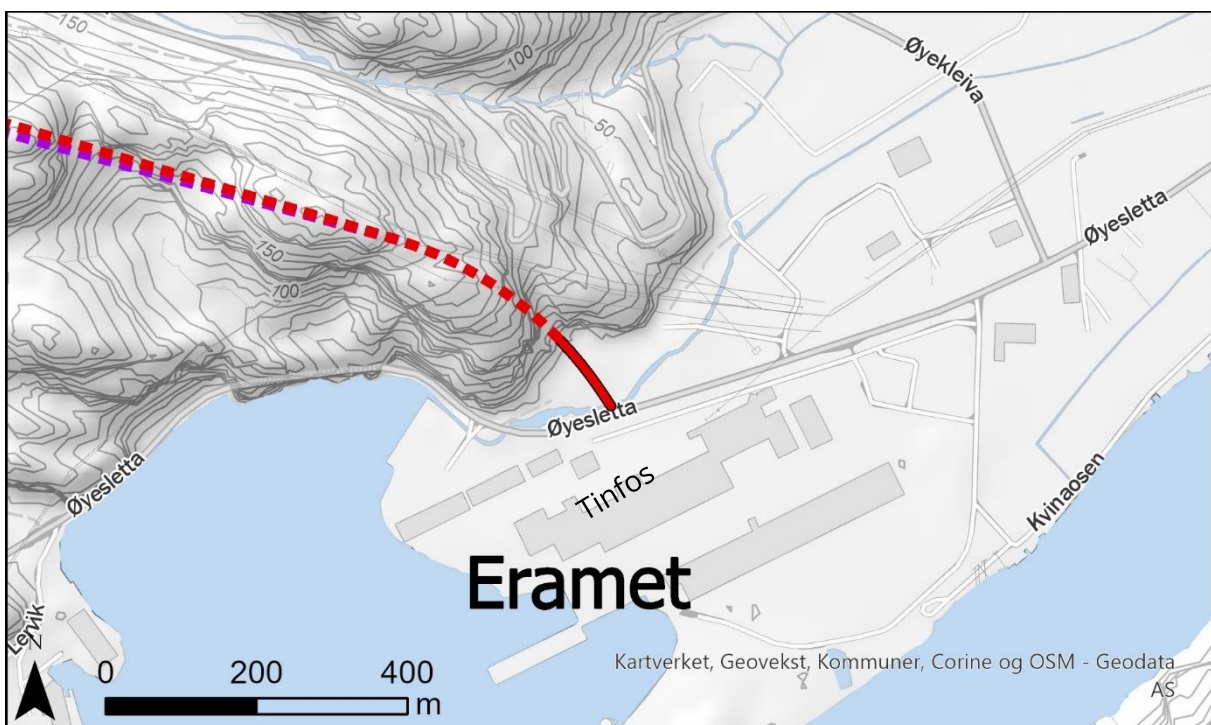 150
100
50
Øyekleiva
Øyesletta
150
100
Øyesletta
Øyesletta
Tinfos
Kvinaosen
Eramet
Lervik
N
0 200 400
m
Kartverket, Geovekst, Kommuner, Corine og OSM - Geodata
AS